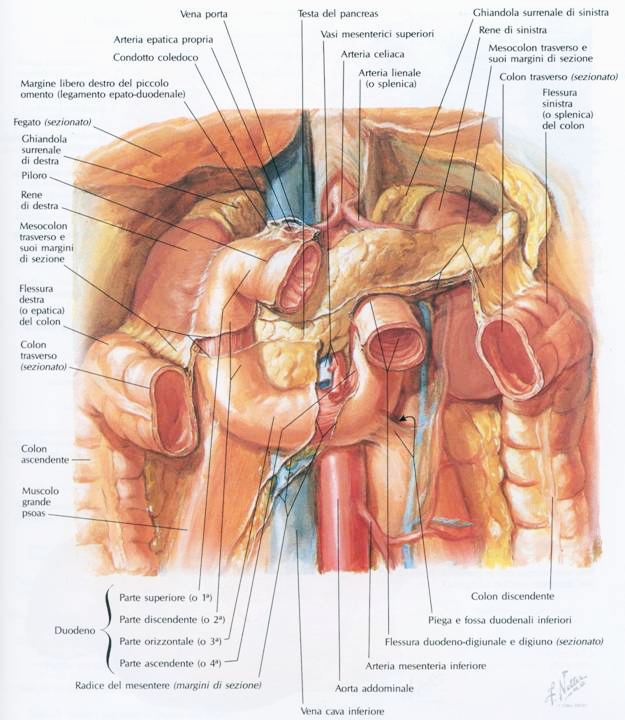 Vena porta
Arteria epatica propria
Condotto coledoco
Margine libero destro del piccolo
omento (legamento epato-duodenale)
Fegato (sezionato)
Ghiandola
surrenale
di destra
Piloro
Rene
di destra
Mesocolon
trasverso e
suoi margini
di sezione
Flessura
destra
(o epatica)
del colon
Colon
trasverso
(sezionato)
Colon
ascendente
Muscolo
grande
psoas
Testa del pancreas
Vasi mesenterici superiori
Arteria celiaca
Arteria lienale
(o splenica)
Ghiandola surrenale di sinistra
Rene di sinistra
Mesocolon trasverso e
suoi margini di sezione
Colon trasverso (sezionato)
Flessura
sinistra
(o splenica)
del colon
Duodeno
Parte superiore (o 1ª)
Parte discendente (o 2ª)
Parte orizzontale (o 3ª)
Parte ascendente (o 4ª)
Radice del mesentere (margini di sezione)
Colon discendente
Piega e fossa duodenali inferiori
Flessura duodeno-digiunale e digiuno (sezionato)
Arteria mesenteria inferiore
Aorta addominale
Vena cava inferiore
F. Netter